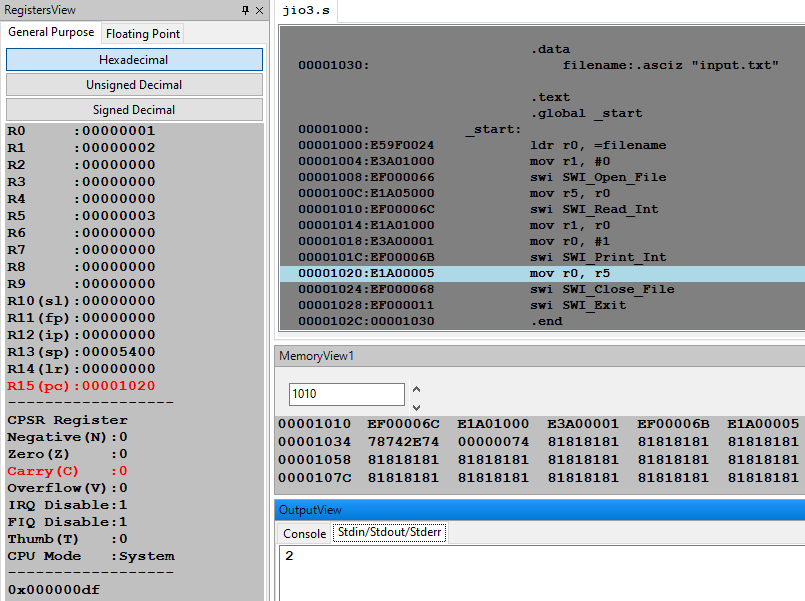 RegistersView
General Purpose
Floating Point
Hexadecimal
Unsigned Decimal
Signed Decimal
R0 :00000001
R1 :00000002
R2 :00000000
R3 :00000000
R4 :00000000
R5 :00000003
R6 :00000000
R7 :00000000
R8 :00000000
R9 :00000000
R10(sl):00000000
R11(fp):00000000
R12(ip):00000000
R13(sp):00005400
R14(lr):00000000
R15(pc):00001020
--------------------
CPSR Register
Negative(N):0
Zero(Z) :0
Carry(C) :0
Overflow(V):0
IRQ Disable:1
FIQ Disable:1
Thumb(T) :0
CPU Mode :System
--------------------
0x000000df
jio3.s
.data
00001030: filename:.asciz "input.txt"
.text
.global _start
00001000: _start:
00001000:E59F0024 ldr r0, =filename
00001004:E3A01000 mov r1, #0
00001008:EF000066 swi SWI_Open_File
0000100C:E1A05000 mov r5, r0
00001010:EF00006C swi SWI_Read_Int
00001014:E1A01000 mov r1, r0
00001018:E3A00001 mov r0, #1
0000101C:EF00006B swi SWI_Print_Int
00001020:E1A00005 mov r0, r5
00001024:EF000068 swi SWI_Close_File
00001028:EF000011 swi SWI_Exit
0000102C:00001030 .end
MemoryView1
1010
00001010 EF00006C E1A01000 E3A00001 EF00006B E1A00005
00001034 78742E74 00000074 81818181 81818181 81818181
00001058 81818181 81818181 81818181 81818181 81818181
0000107C 81818181 81818181 81818181 81818181 81818181
OutputView
Console
Stdin/Stdout/Stderr
2